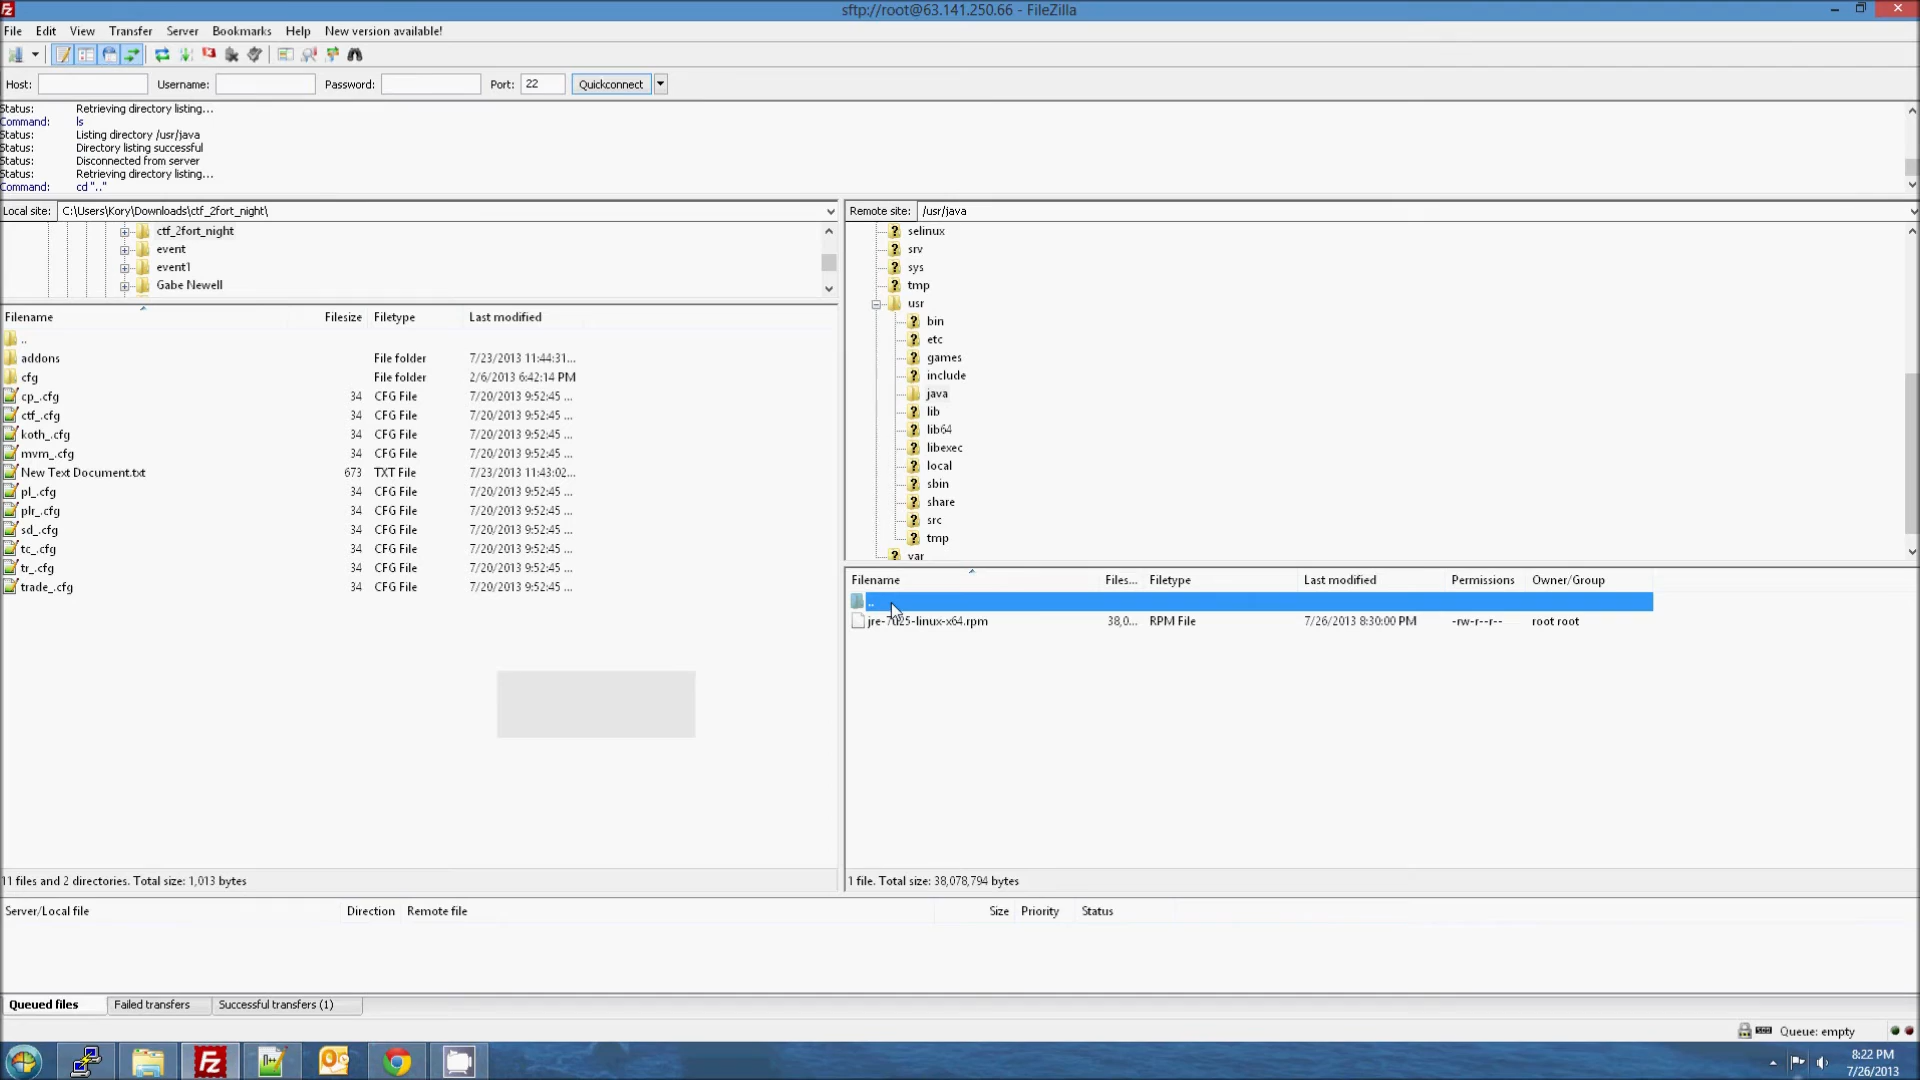 sftp://root@63.141.250.66 - FileZilla
File Edit View Transfer Server Bookmarks Help New version available!
Host: Username: Password: Port: 22 Quickconnect
Status: Retrieving directory listing...
Command: ls
Status: Listing directory /usr/java
Status: Directory listing successful
Status: Disconnected from server
Status: Retrieving directory listing...
Command: cd ".."
Local site: C:\Users\Kory\Downloads\ctf_2fort_night\
ctf_2fort_night
event
event1
Gabe Newell
Filename Filesize Filetype Last modified
..
addons File folder 7/23/2013 11:44:31...
cfg File folder 2/6/2013 6:42:14 PM
cp_.cfg 34 CFG File 7/20/2013 9:52:45 ...
ctf_.cfg 34 CFG File 7/20/2013 9:52:45 ...
koth_.cfg 34 CFG File 7/20/2013 9:52:45 ...
mvm_.cfg 34 CFG File 7/20/2013 9:52:45 ...
New Text Document.txt 673 TXT File 7/23/2013 11:43:02...
pl_.cfg 34 CFG File 7/20/2013 9:52:45 ...
plr_.cfg 34 CFG File 7/20/2013 9:52:45 ...
sd_.cfg 34 CFG File 7/20/2013 9:52:45 ...
tc_.cfg 34 CFG File 7/20/2013 9:52:45 ...
tr_.cfg 34 CFG File 7/20/2013 9:52:45 ...
trade_.cfg 34 CFG File 7/20/2013 9:52:45 ...
11 files and 2 directories. Total size: 1,013 bytes
Remote site: /usr/java
selinux
srv
sys
tmp
usr
bin
etc
games
include
java
lib
lib64
libexec
local
sbin
share
src
tmp
var
Filename Files... Filetype Last modified Permissions Owner/Group
..
jre-7u25-linux-x64.rpm 38,0... RPM File 7/26/2013 8:30:00 PM -rw-r--r-- root root
1 file. Total size: 38,078,794 bytes
Server/Local file Direction Remote file Size Priority Status
Queued files Failed transfers Successful transfers (1)
Queue: empty
8:22 PM
7/26/2013